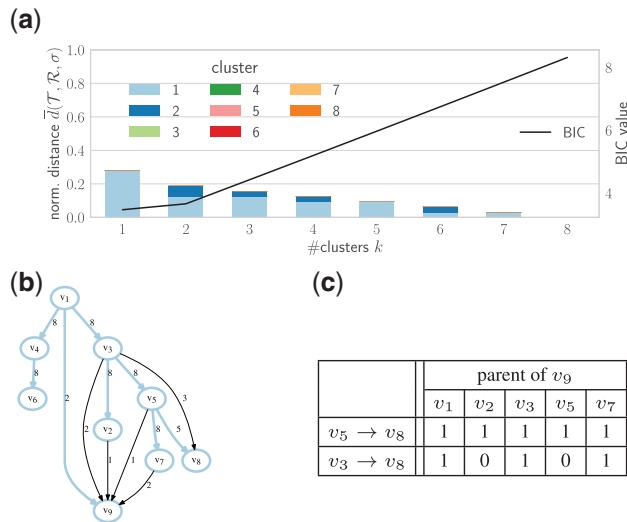 (a)
norm. distance d̅(𝒯, ℛ, σ)
1.0
0.8
0.6
0.4
0.2
0.0
cluster
1 4 7
2 5 8
3 6
BIC
8
6
4
BIC value
1 2 3 4 5 6 7 8
#clusters k
(b)
v₁
8 8
v₄ v₃
8 2 8 8 3
v₆ v₅
2 v₂ 8 5
1 1 v₇ v₈
2
v₉
(c)
parent of v₉
v₁ v₂ v₃ v₅ v₇
v₅ → v₈ 1 1 1 1 1
v₃ → v₈ 1 0 1 0 1